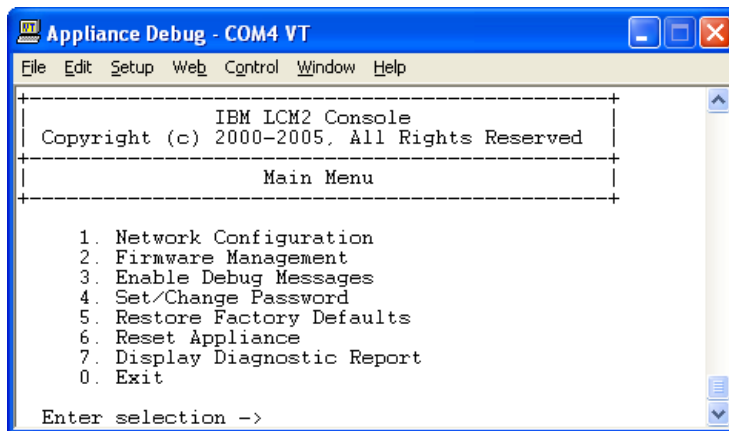 Appliance Debug - COM4 VT
File Edit Setup Web Control Window Help
IBM LCM2 Console
Copyright (c) 2000-2005, All Rights Reserved
Main Menu
1. Network Configuration
2. Firmware Management
3. Enable Debug Messages
4. Set/Change Password
5. Restore Factory Defaults
6. Reset Appliance
7. Display Diagnostic Report
0. Exit
Enter selection ->